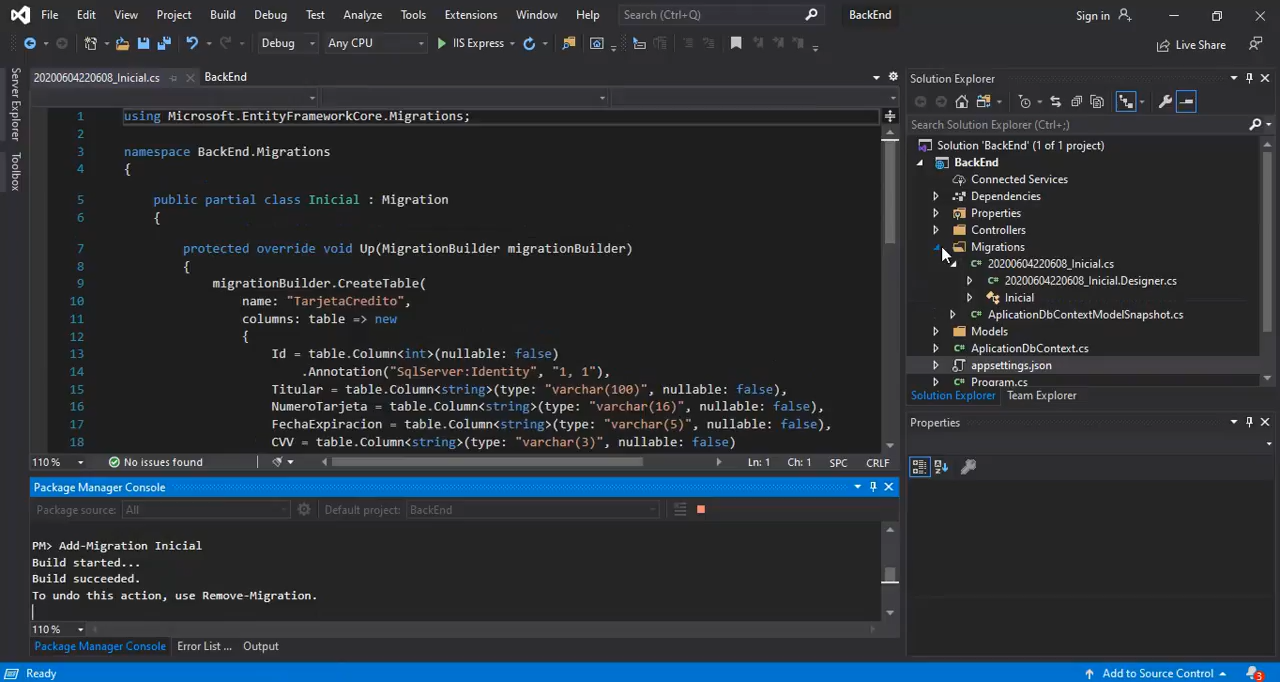 File Edit View Project Build Debug Test Analyze Tools Extensions Window Help Search (Ctrl+Q) BackEnd Sign in
Debug Any CPU IIS Express Live Share
Server Explorer
Toolbox
20200604220608_Inicial.cs BackEnd
1 using Microsoft.EntityFrameworkCore.Migrations;
2
3 namespace BackEnd.Migrations
4 {
5 public partial class Inicial : Migration
6 {
7 protected override void Up(MigrationBuilder migrationBuilder)
8 {
9 migrationBuilder.CreateTable(
10 name: "TarjetaCredito",
11 columns: table => new
12 {
13 Id = table.Column<int>(nullable: false)
14 .Annotation("SqlServer:Identity", "1, 1"),
15 Titular = table.Column<string>(type: "varchar(100)", nullable: false),
16 NumeroTarjeta = table.Column<string>(type: "varchar(16)", nullable: false),
17 FechaExpiracion = table.Column<string>(type: "varchar(5)", nullable: false),
18 CVV = table.Column<string>(type: "varchar(3)", nullable: false)
110 % No issues found Ln: 1 Ch: 1 SPC CRLF
Package Manager Console
Package source: All Default project: BackEnd
PM> Add-Migration Inicial
Build started...
Build succeeded.
To undo this action, use Remove-Migration.
110 %
Package Manager Console Error List ... Output
Solution Explorer
Search Solution Explorer (Ctrl+;)
Solution 'BackEnd' (1 of 1 project)
BackEnd
Connected Services
Dependencies
Properties
Controllers
Migrations
20200604220608_Inicial.cs
20200604220608_Inicial.Designer.cs
Inicial
AplicationDbContextModelSnapshot.cs
Models
AplicationDbContext.cs
appsettings.json
Program.cs
Solution Explorer Team Explorer
Properties
Ready Add to Source Control 3